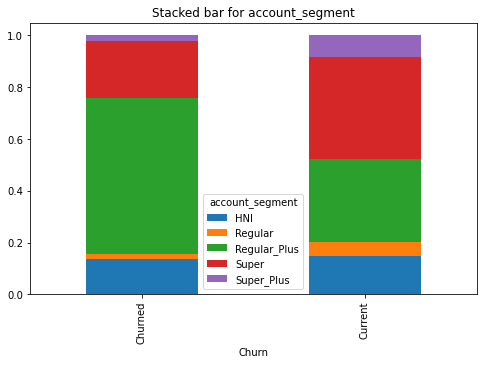 Stacked bar for account_segment
1.0
0.8
0.6
0.4
0.2
0.0
account_segment
HNI
Regular
Regular_Plus
Super
Super_Plus
Churned
Current
Churn